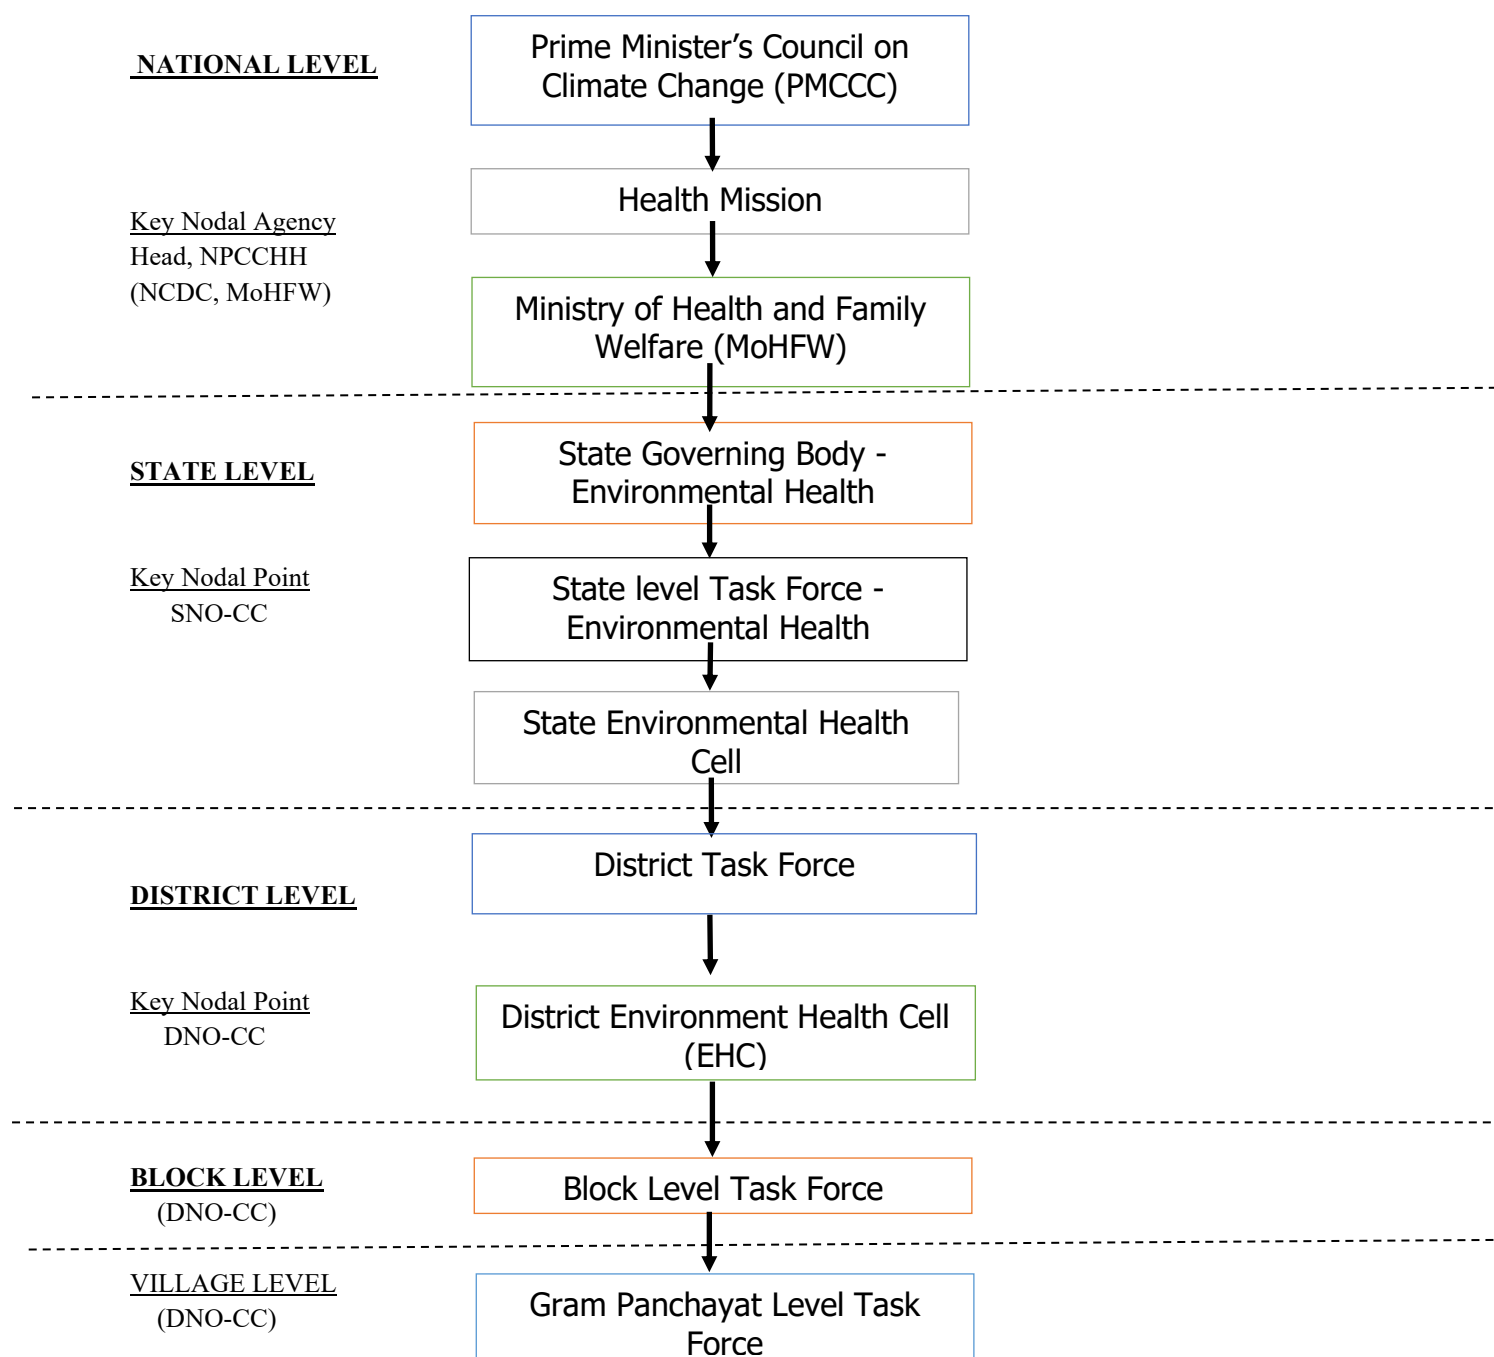 NATIONAL LEVEL
Prime Minister’s Council on
Climate Change (PMCCC)
Health Mission
Key Nodal Agency
Head, NPCCHH
(NCDC, MoHFW)
Ministry of Health and Family
Welfare (MoHFW)
STATE LEVEL
State Governing Body -
Environmental Health
Key Nodal Point
SNO-CC
State level Task Force -
Environmental Health
State Environmental Health
Cell
DISTRICT LEVEL
District Task Force
Key Nodal Point
DNO-CC
District Environment Health Cell
(EHC)
BLOCK LEVEL
(DNO-CC)
Block Level Task Force
VILLAGE LEVEL
(DNO-CC)
Gram Panchayat Level Task
Force